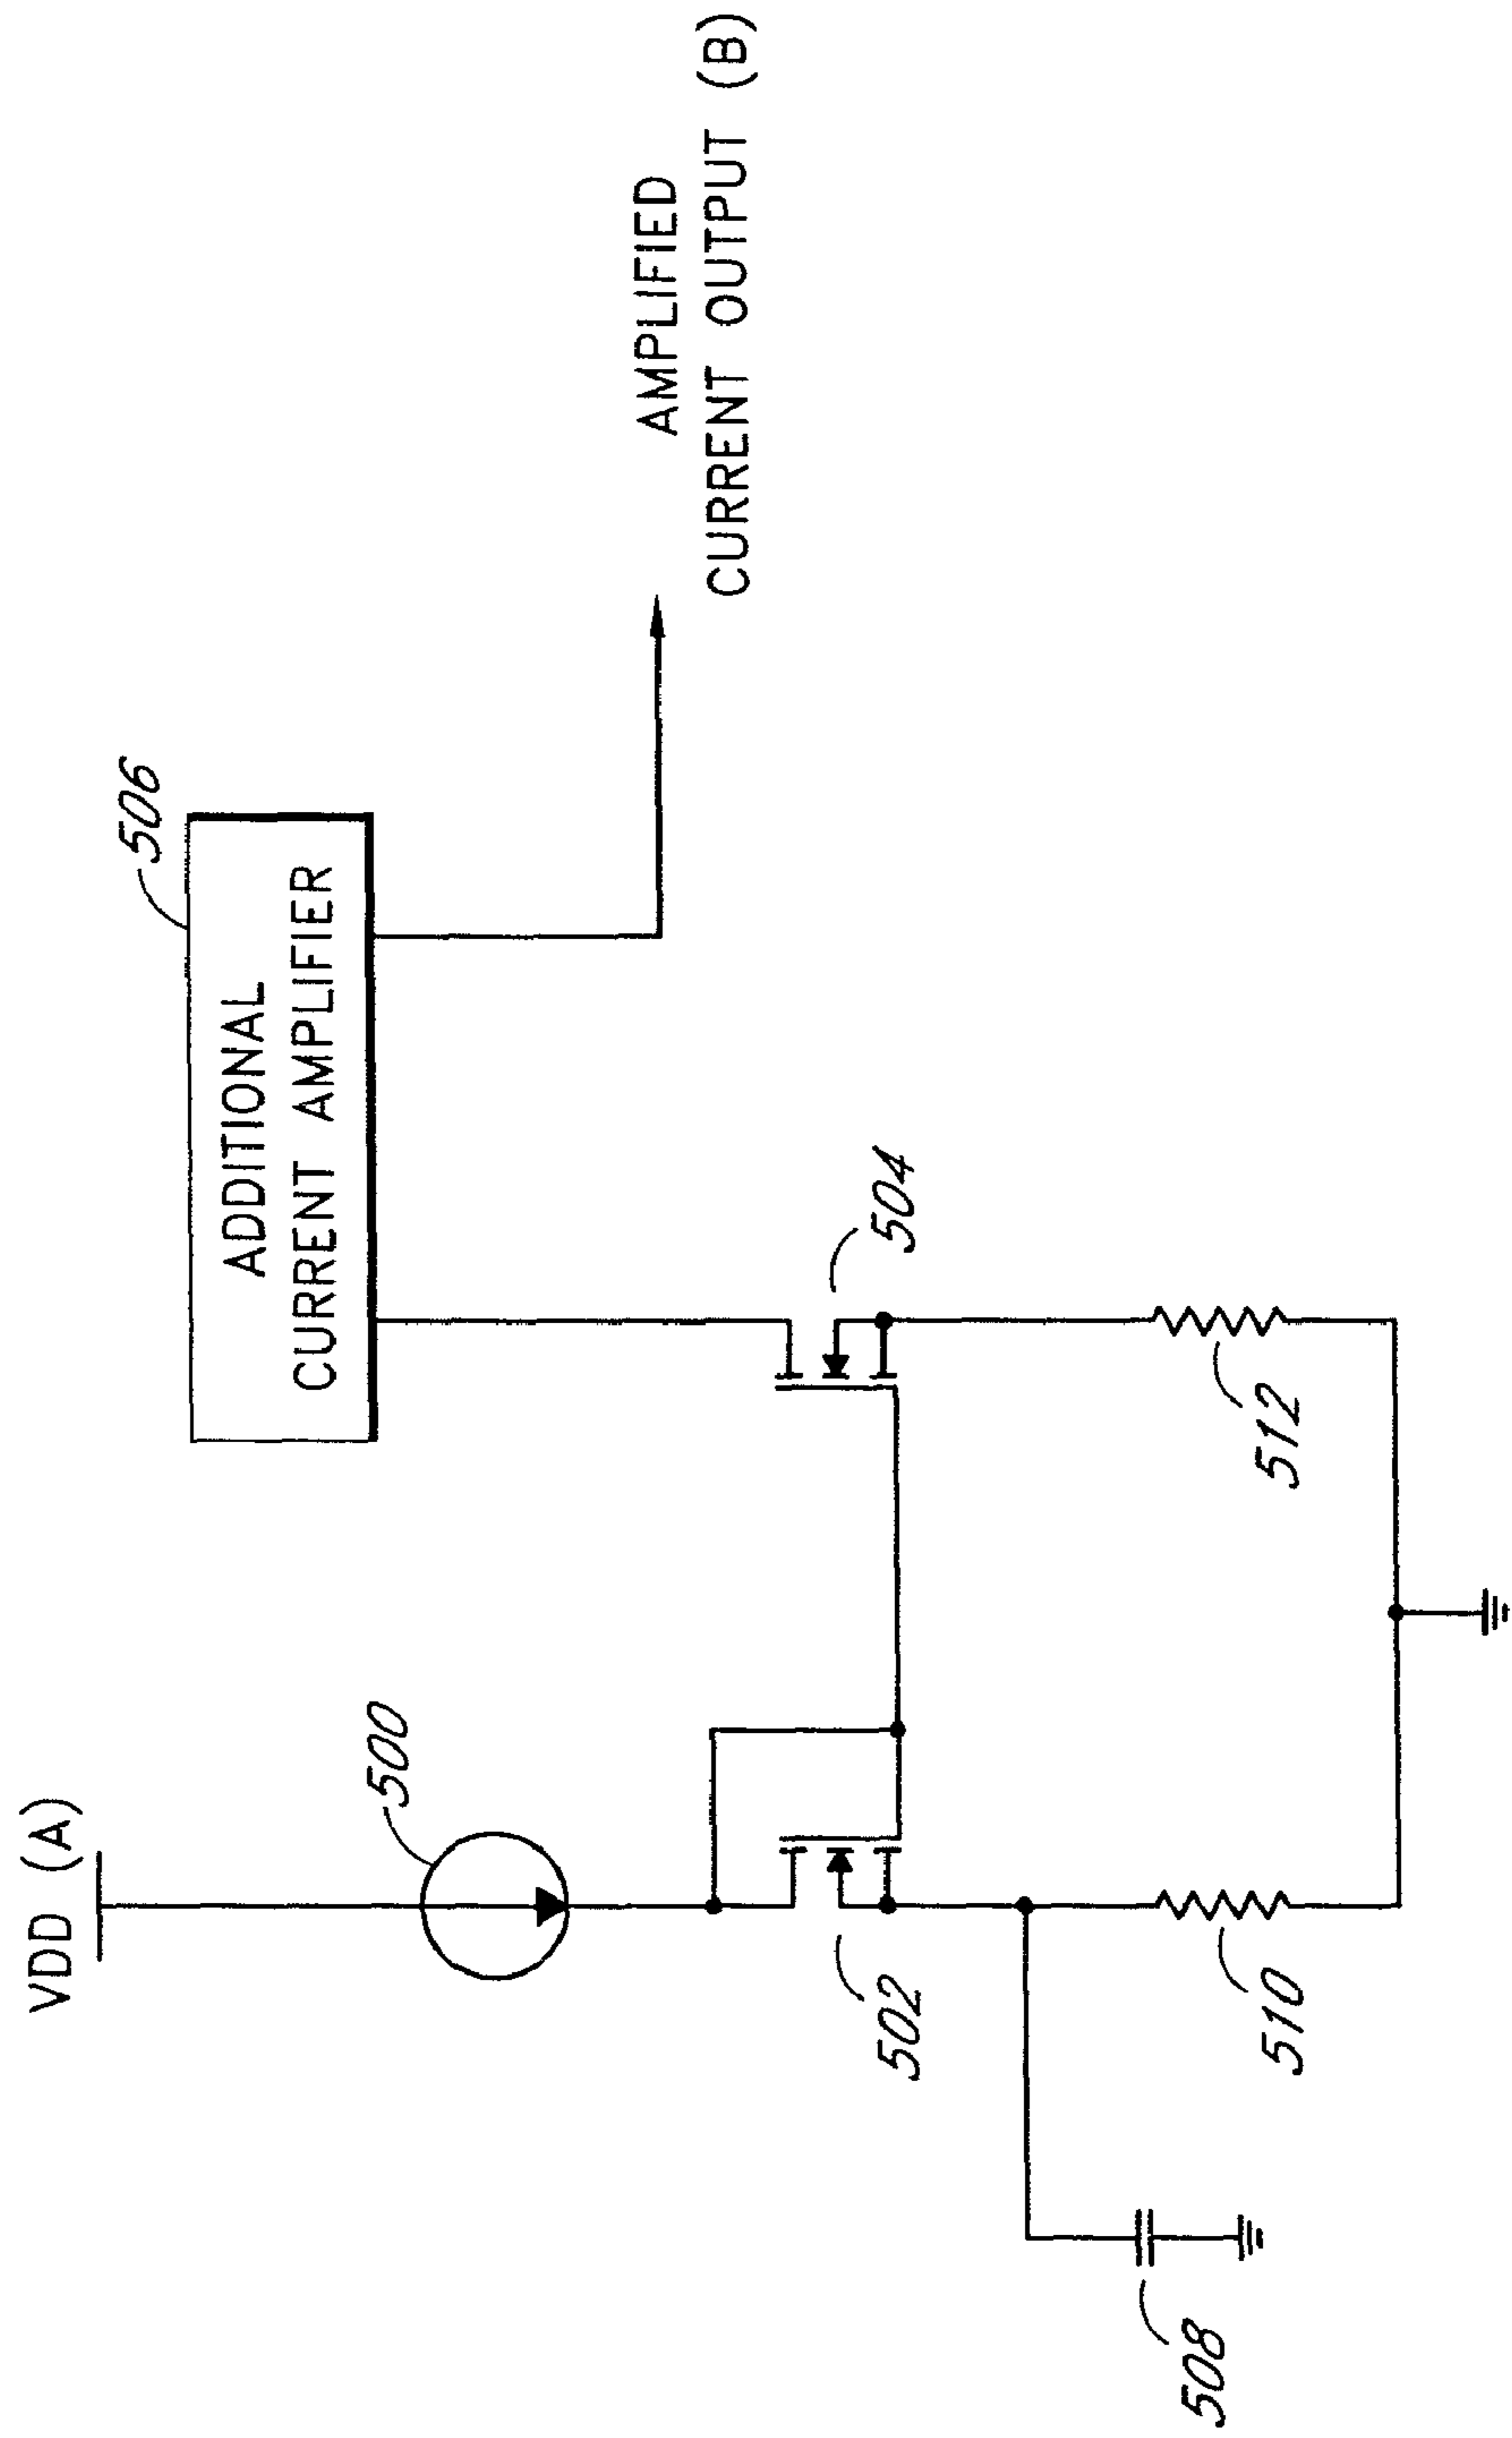 VDD (A)
500
502
508
510
ADDITIONAL
CURRENT AMPLIFIER
506
504
512
AMPLIFIED
CURRENT OUTPUT (B)